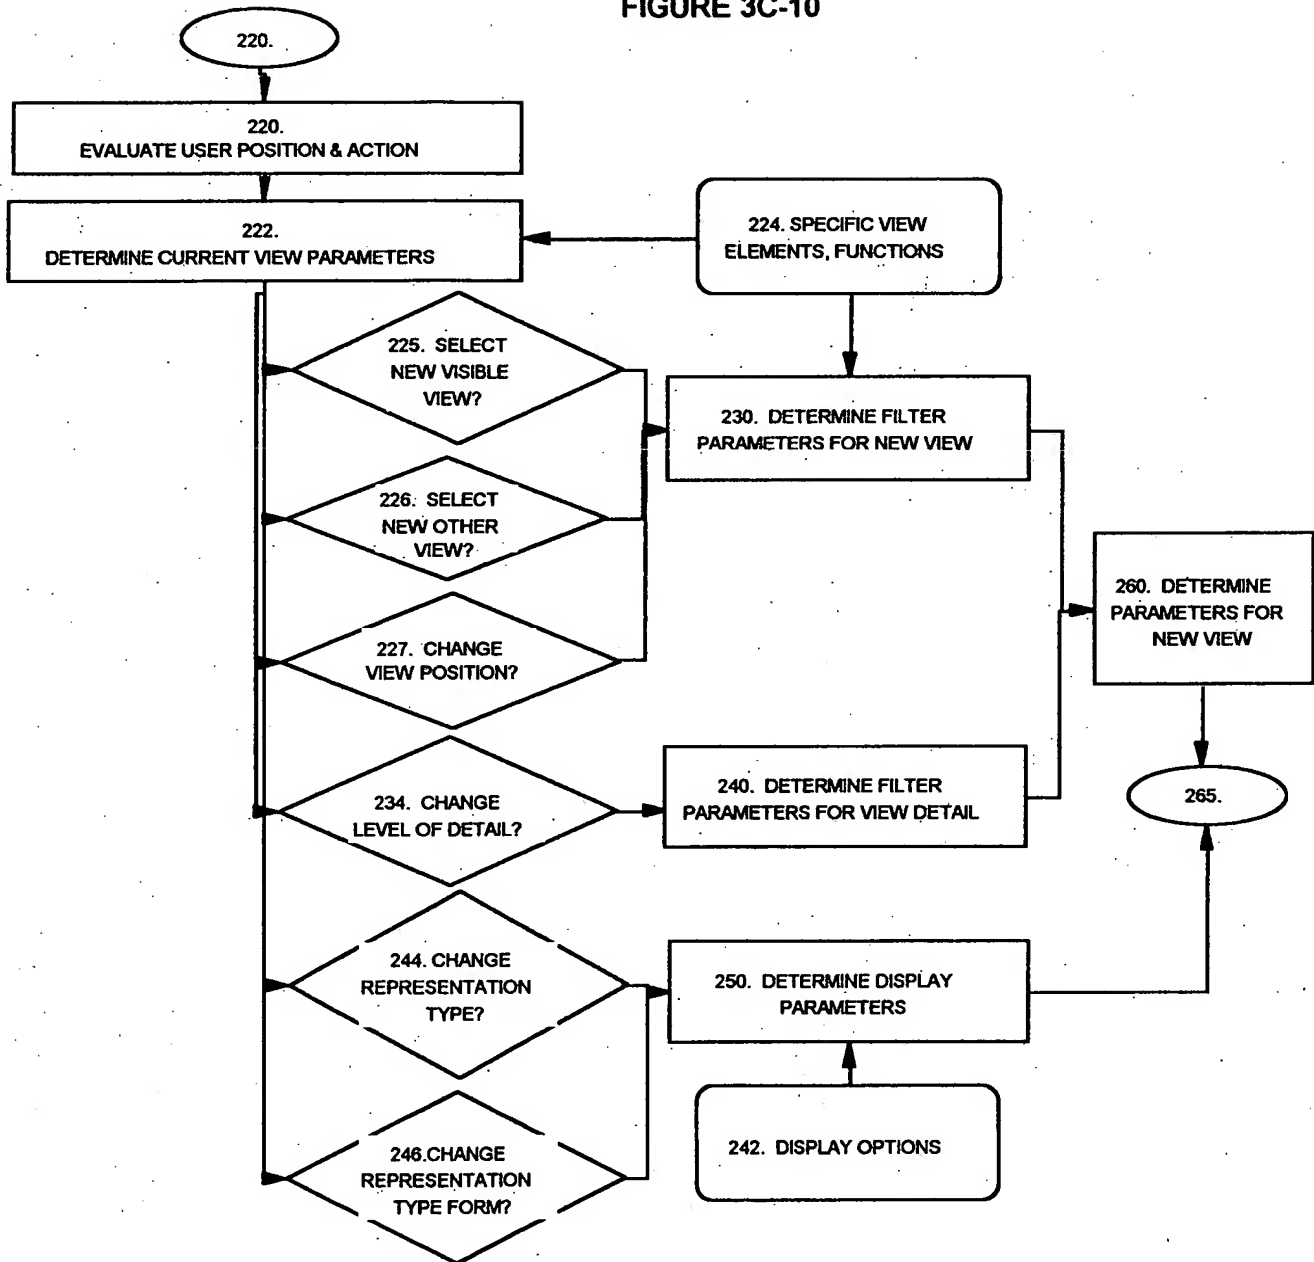 FIGURE 3C-10
220.
220.
EVALUATE USER POSITION & ACTION
222.
DETERMINE CURRENT VIEW PARAMETERS
224. SPECIFIC VIEW
ELEMENTS, FUNCTIONS
225. SELECT
NEW VISIBLE
VIEW?
230. DETERMINE FILTER
PARAMETERS FOR NEW VIEW
226. SELECT
NEW OTHER
VIEW?
227. CHANGE
VIEW POSITION?
260. DETERMINE
PARAMETERS FOR
NEW VIEW
234. CHANGE
LEVEL OF DETAIL?
240. DETERMINE FILTER
PARAMETERS FOR VIEW DETAIL
265.
244. CHANGE
REPRESENTATION
TYPE?
250. DETERMINE DISPLAY
PARAMETERS
246.CHANGE
REPRESENTATION
TYPE FORM?
242. DISPLAY OPTIONS